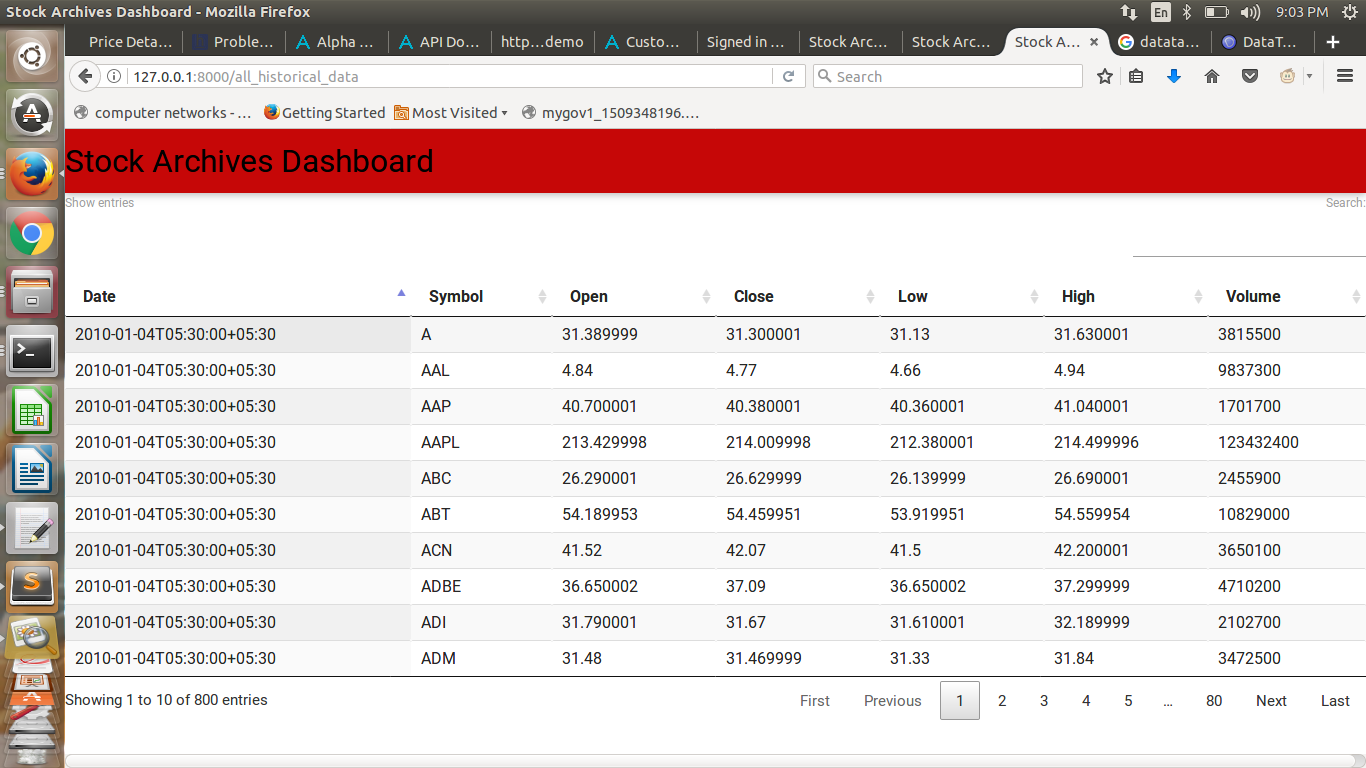 Stock Archives Dashboard - Mozilla Firefox En 9:03 PM
Price Deta... Proble... Alpha ... API Do... http...demo Custo... Signed in ... Stock Arc... Stock Arc... Stock A... datata... DataT...
127.0.0.1:8000/all_historical_data Search
computer networks - ... Getting Started Most Visited mygov1_1509348196....
Stock Archives Dashboard
Show entries Search:
Date Symbol Open Close Low High Volume
2010-01-04T05:30:00+05:30 A 31.389999 31.300001 31.13 31.630001 3815500
2010-01-04T05:30:00+05:30 AAL 4.84 4.77 4.66 4.94 9837300
2010-01-04T05:30:00+05:30 AAP 40.700001 40.380001 40.360001 41.040001 1701700
2010-01-04T05:30:00+05:30 AAPL 213.429998 214.009998 212.380001 214.499996 123432400
2010-01-04T05:30:00+05:30 ABC 26.290001 26.629999 26.139999 26.690001 2455900
2010-01-04T05:30:00+05:30 ABT 54.189953 54.459951 53.919951 54.559954 10829000
2010-01-04T05:30:00+05:30 ACN 41.52 42.07 41.5 42.200001 3650100
2010-01-04T05:30:00+05:30 ADBE 36.650002 37.09 36.650002 37.299999 4710200
2010-01-04T05:30:00+05:30 ADI 31.790001 31.67 31.610001 32.189999 2102700
2010-01-04T05:30:00+05:30 ADM 31.48 31.469999 31.33 31.84 3472500
Showing 1 to 10 of 800 entries First Previous 1 2 3 4 5 ... 80 Next Last